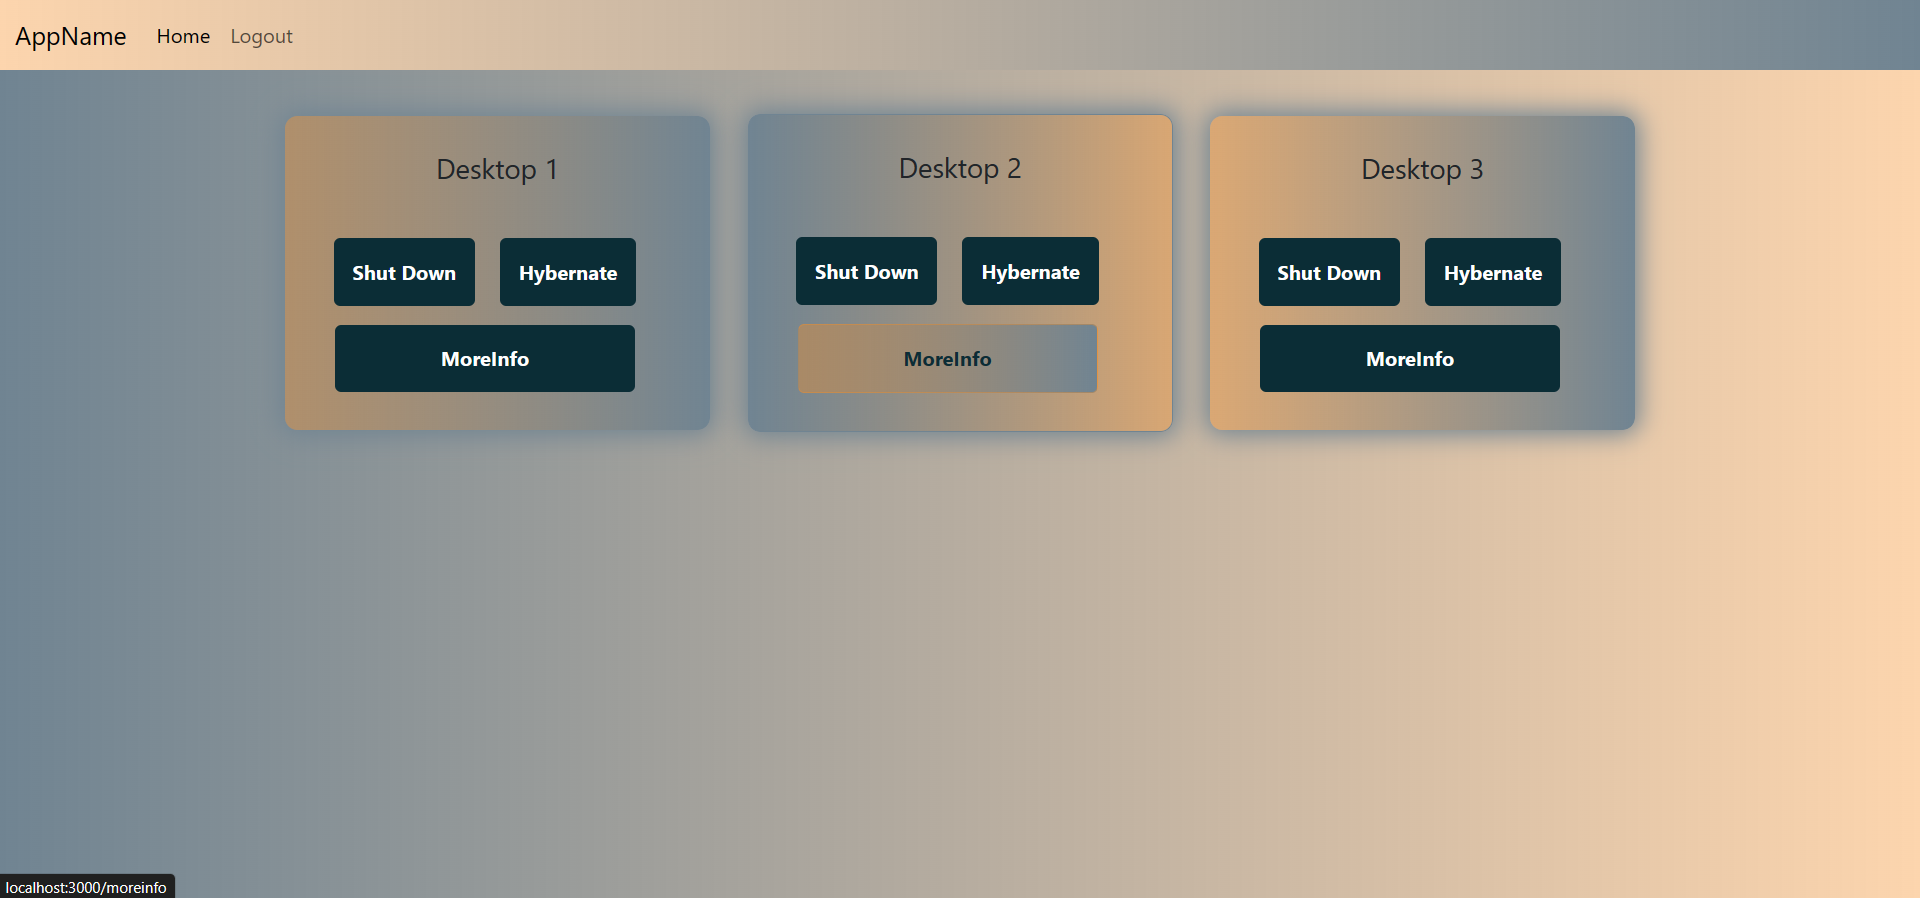 AppName Home Logout
Desktop 1 Desktop 2 Desktop 3
Shut Down Hybernate Shut Down Hybernate Shut Down Hybernate
MoreInfo MoreInfo MoreInfo
localhost:3000/moreinfo